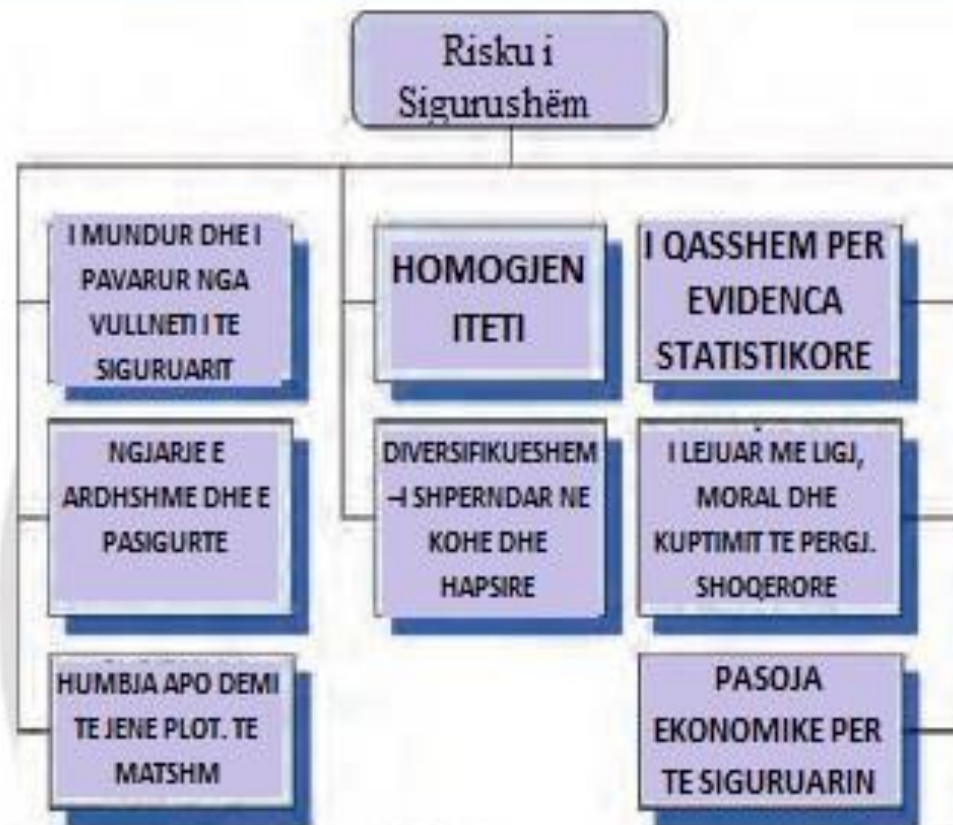 Risku i
Sigurushëm
I MUNDUR DHE I
PAVARUR NGA
VULLNETI I TE
SIGURUARIT
HOMOGJEN
ITETI
I QASSHEM PER
EVIDENCA
STATISTIKORE
NGJARJE E
ARDHSHME DHE E
PASIGURTE
DIVERSIFIKUESHEM
-I SHPERNDAR NE
KOHE DHE
HAPSIRE
I LEJUAR ME LIGJ,
MORAL DHE
KUPTIMIT TE PERGJ.
SHOQERORE
HUMBJA APO DEMI
TE JENE PLOT. TE
MATSHM
PASOJA
EKONOMIKE PER
TE SIGURUARIN